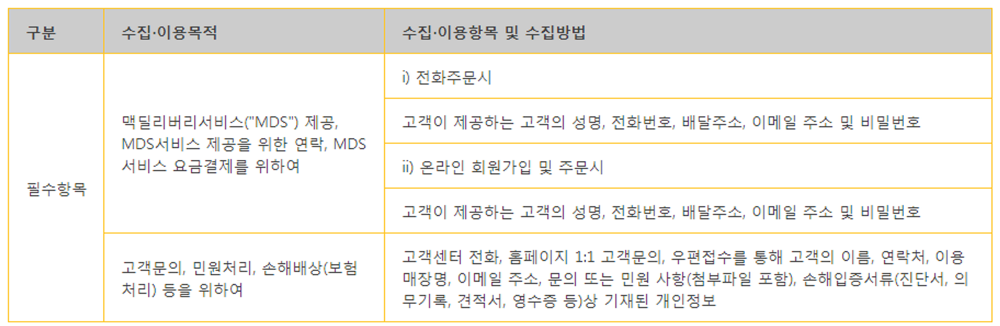 구분
수집·이용목적
수집·이용항목 및 수집방법
필수항목
맥딜리버리서비스("MDS") 제공,
MDS서비스 제공을 위한 연락, MDS
서비스 요금결제를 위하여
i) 전화주문시
고객이 제공하는 고객의 성명, 전화번호, 배달주소, 이메일 주소 및 비밀번호
ii) 온라인 회원가입 및 주문시
고객이 제공하는 고객의 성명, 전화번호, 배달주소, 이메일 주소 및 비밀번호
고객문의, 민원처리, 손해배상(보험
처리) 등을 위하여
고객센터 전화, 홈페이지 1:1 고객문의, 우편접수를 통해 고객의 이름, 연락처, 이용
매장명, 이메일 주소, 문의 또는 민원 사항(첨부파일 포함), 손해입증서류(진단서, 의
무기록, 견적서, 영수증 등)상 기재된 개인정보